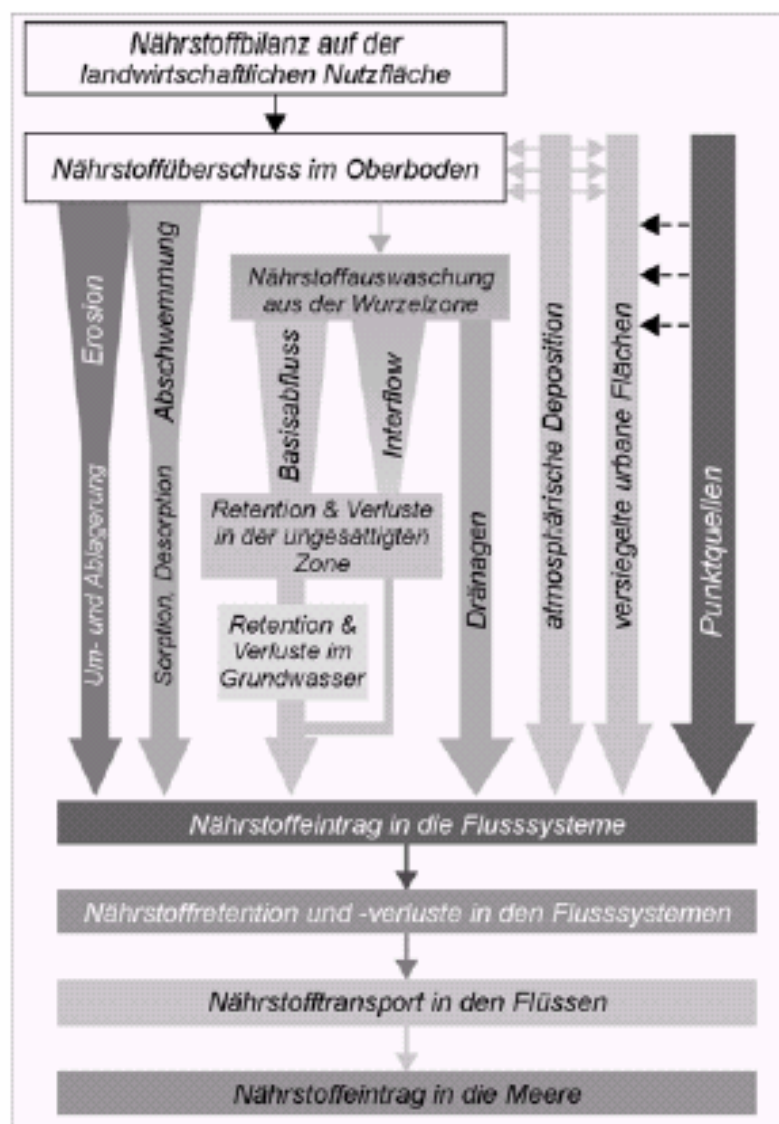 Nährstoffbilanz auf der
landwirtschaftlichen Nutzfläche
Nährstoffüberschuss im Oberboden
Erosion
Um- und Ablagerung
Abschwemmung
Sorption, Desorption
Nährstoffauswaschung
aus der Wurzelzone
Basisabfluss
Interflow
Retention & Verluste
in der ungesättigten
Zone
Retention &
Verluste im
Grundwasser
Dränagen
atmosphärische Deposition
versiegelte urbane Flächen
Punktquellen
Nährstoffeintrag in die Flusssysteme
Nährstoffretention und -verluste in den Flusssystemen
Nährstofftransport in den Flüssen
Nährstoffeintrag in die Meere